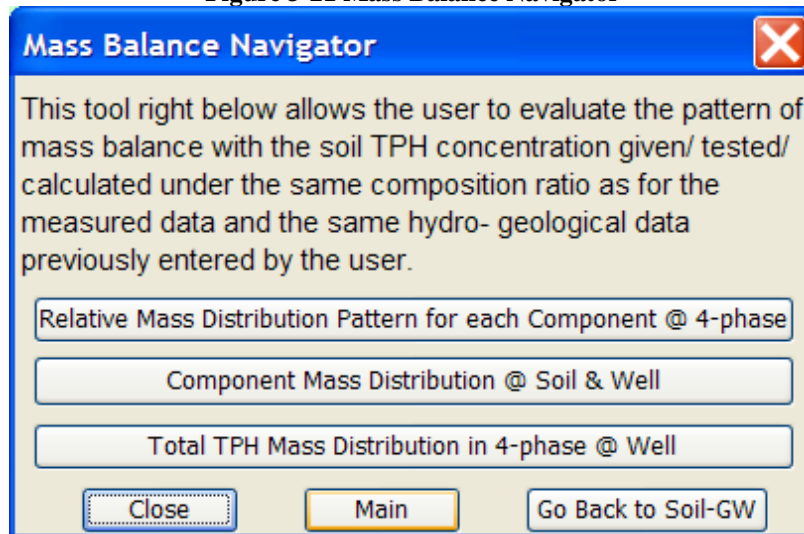 Mass Balance Navigator
This tool right below allows the user to evaluate the pattern of
mass balance with the soil TPH concentration given/ tested/
calculated under the same composition ratio as for the
measured data and the same hydro- geological data
previously entered by the user.
Relative Mass Distribution Pattern for each Component @ 4-phase
Component Mass Distribution @ Soil & Well
Total TPH Mass Distribution in 4-phase @ Well
Close Main Go Back to Soil-GW